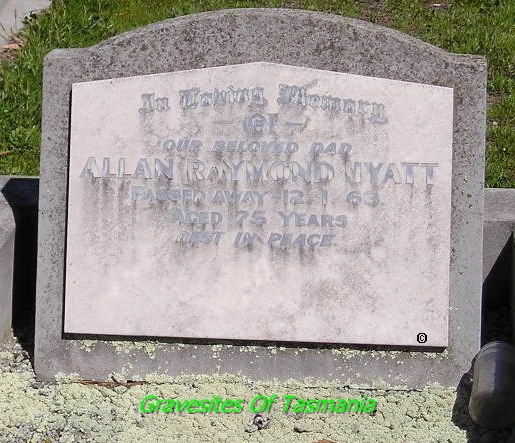 In Loving Memory
— Of —
OUR BELOVED DAD
ALLAN RAYMOND HYATT
PASSED AWAY 12.1.63.
AGED 75 YEARS
REST IN PEACE
©
Gravesites Of Tasmania